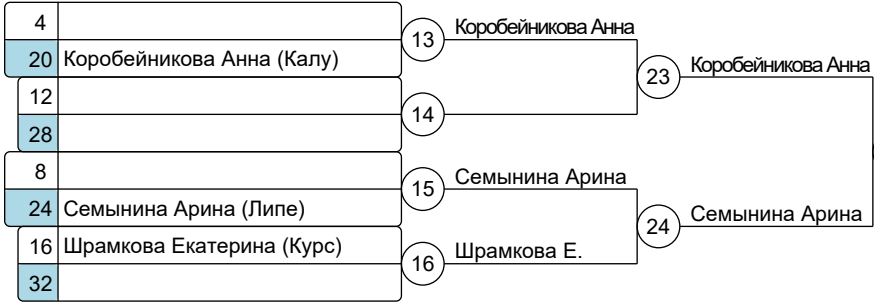 4
13 Коробейникова Анна
20 Коробейникова Анна (Калу)
23 Коробейникова Анна
12
14
28
8
15 Семынина Арина
24 Семынина Арина (Липе)
24 Семынина Арина
16 Шрамкова Екатерина (Курс)
16 Шрамкова Е.
32